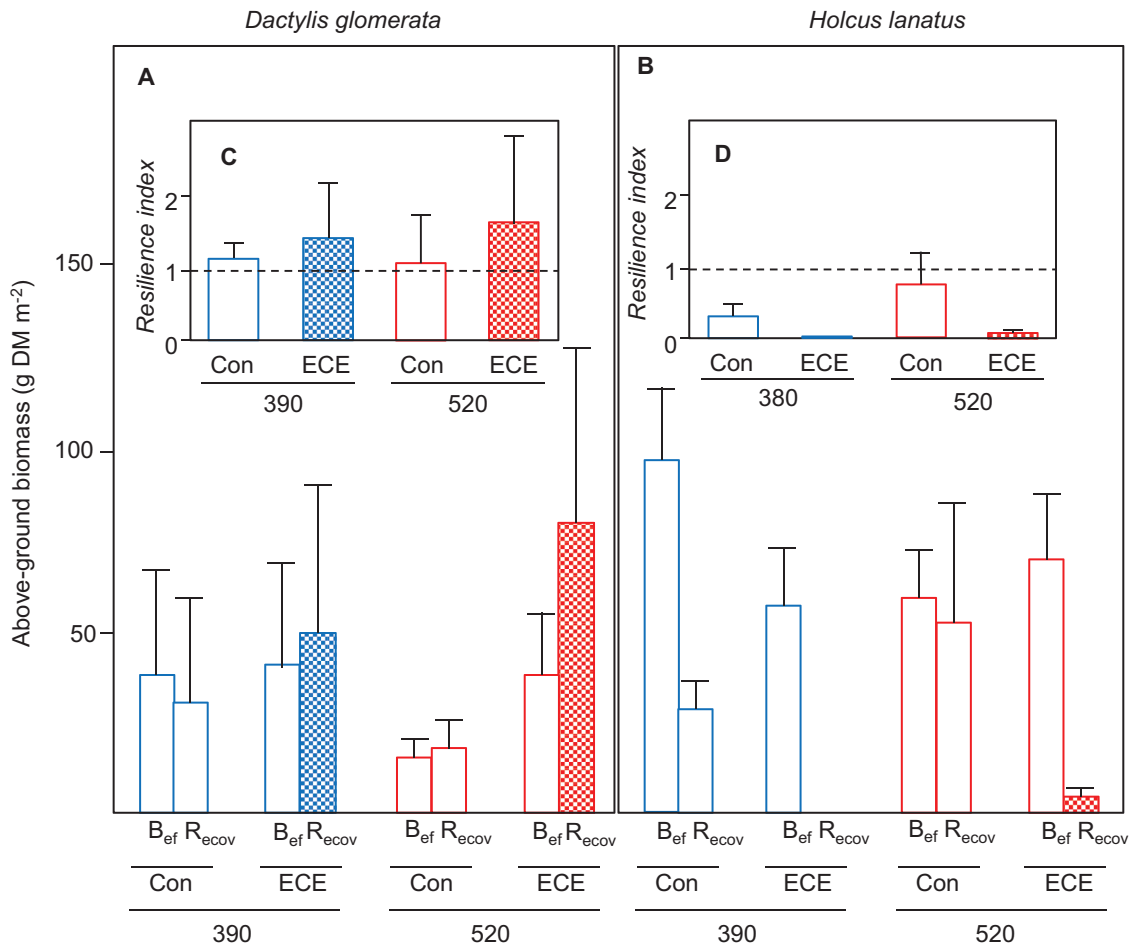 Dactylis glomerata
Holcus lanatus
A
B
C
D
Resilience index
2
1
0
Con ECE Con ECE
390 520
Resilience index
2
1
0
Con ECE Con ECE
380 520
Above-ground biomass (g DM m-2)
150
100
50
Bef Recov Bef Recov Bef Recov Bef Recov Bef Recov Bef Recov Bef Recov Bef Recov
Con ECE Con ECE Con ECE Con ECE
390 520 390 520